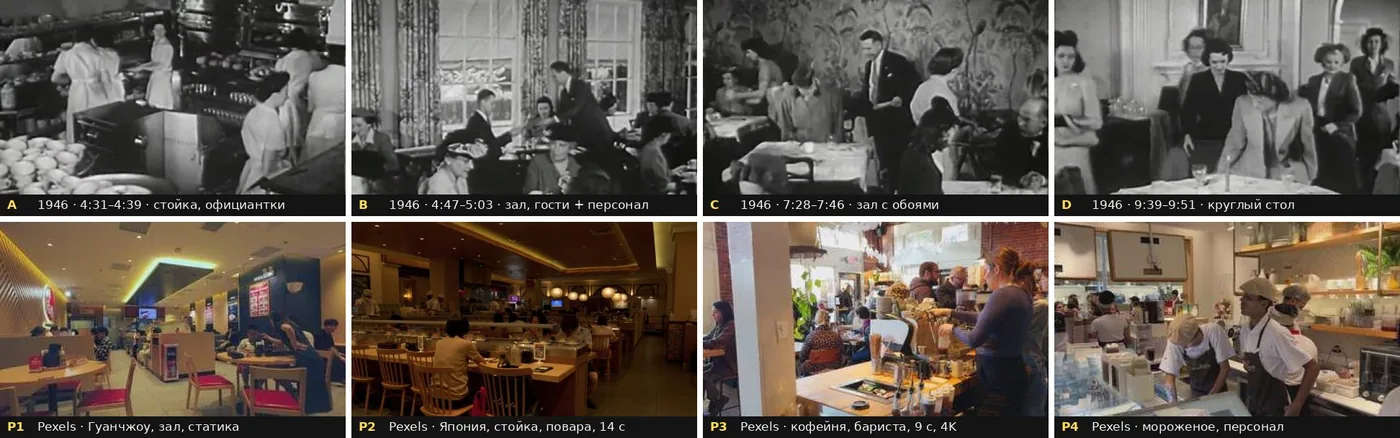 A 1946 · 4:31–4:39 · стойка, официантки
B 1946 · 4:47–5:03 · зал, гости + персонал
C 1946 · 7:28–7:46 · зал с обоями
D 1946 · 9:39–9:51 · круглый стол
P1 Pexels · Гуанчжоу, зал, статика
P2 Pexels · Япония, стойка, повара, 14 с
P3 Pexels · кофейня, бариста, 9 с, 4K
P4 Pexels · мороженое, персонал